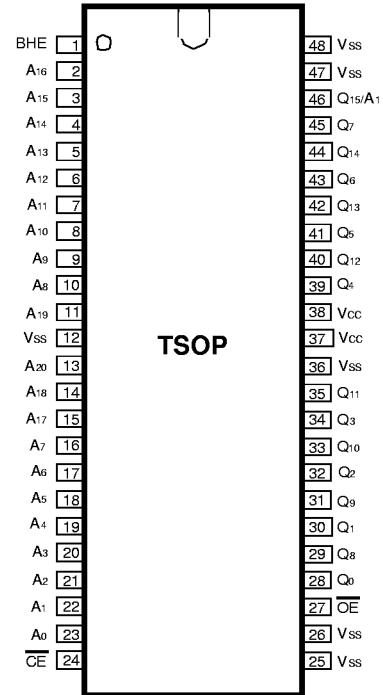 BHE 1 48 VSS
A16 2 47 VSS
A15 3 46 Q15/A1
A14 4 45 Q7
A13 5 44 Q14
A12 6 43 Q6
A11 7 42 Q13
A10 8 41 Q5
A9 9 40 Q12
A8 10 39 Q4
A19 11 38 VCC
VSS 12 37 VCC
TSOP
A20 13 36 VSS
A18 14 35 Q11
A17 15 34 Q3
A7 16 33 Q10
A6 17 32 Q2
A5 18 31 Q9
A4 19 30 Q1
A3 20 29 Q8
A2 21 28 Q0
A1 22 27 OE
A0 23 26 VSS
CE 24 25 VSS